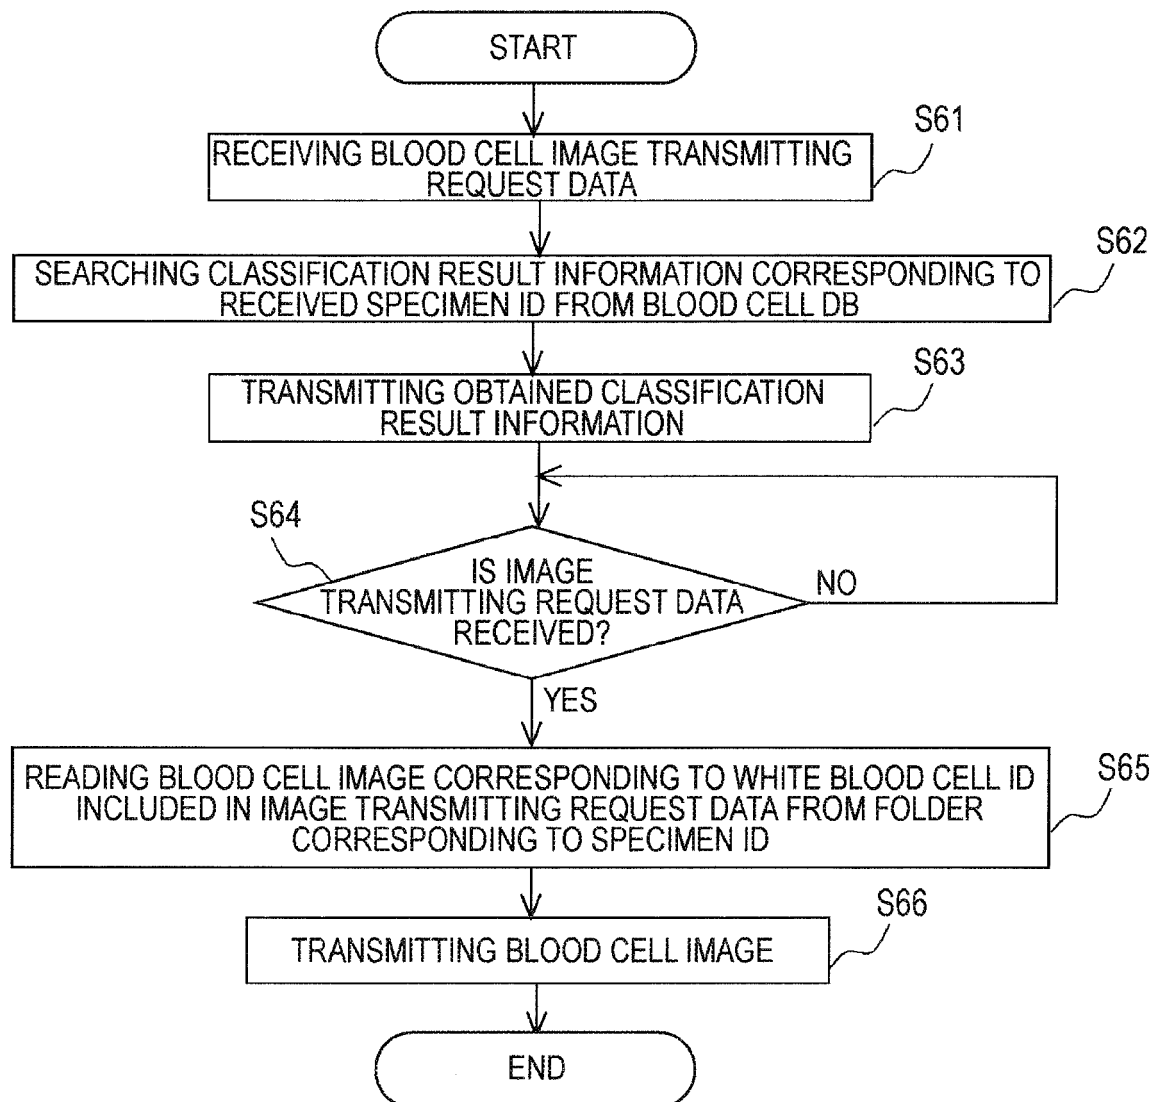 START
S61
RECEIVING BLOOD CELL IMAGE TRANSMITTING
REQUEST DATA
S62
SEARCHING CLASSIFICATION RESULT INFORMATION CORRESPONDING TO
RECEIVED SPECIMEN ID FROM BLOOD CELL DB
S63
TRANSMITTING OBTAINED CLASSIFICATION
RESULT INFORMATION
S64
IS IMAGE
TRANSMITTING REQUEST DATA
RECEIVED?
NO
YES
S65
READING BLOOD CELL IMAGE CORRESPONDING TO WHITE BLOOD CELL ID
INCLUDED IN IMAGE TRANSMITTING REQUEST DATA FROM FOLDER
CORRESPONDING TO SPECIMEN ID
S66
TRANSMITTING BLOOD CELL IMAGE
END